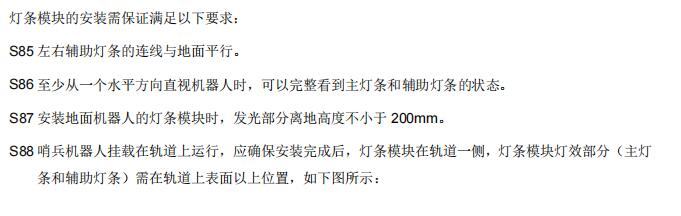 灯条模块的安装需保证满足以下要求：
S85 左右辅助灯条的连线与地面平行。
S86 至少从一个水平方向直视机器人时，可以完整看到主灯条和辅助灯条的状态。
S87 安装地面机器人的灯条模块时，发光部分离地高度不小于 200mm。
S88 哨兵机器人挂载在轨道上运行，应确保安装完成后，灯条模块在轨道一侧，灯条模块灯效部分（主灯
条和辅助灯条）需在轨道上表面以上位置，如下图所示：